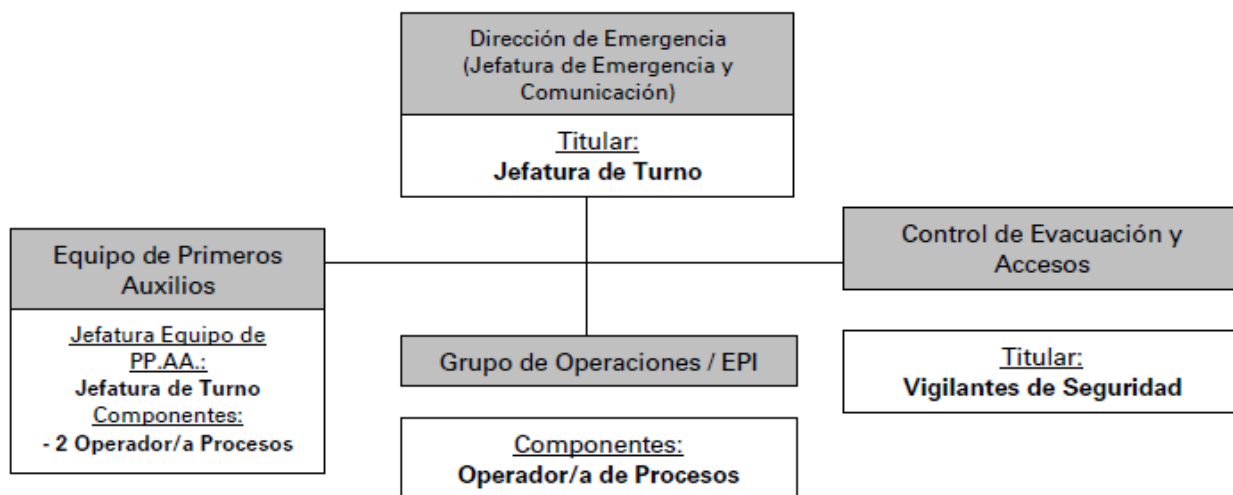 Dirección de Emergencia
(Jefatura de Emergencia y
Comunicación)
Titular:
Jefatura de Turno
Equipo de Primeros
Auxilios
Jefatura Equipo de
PP.AA.:
Jefatura de Turno
Componentes:
- 2 Operador/a Procesos
Grupo de Operaciones / EPI
Componentes:
Operador/a de Procesos
Control de Evacuación y
Accesos
Titular:
Vigilantes de Seguridad